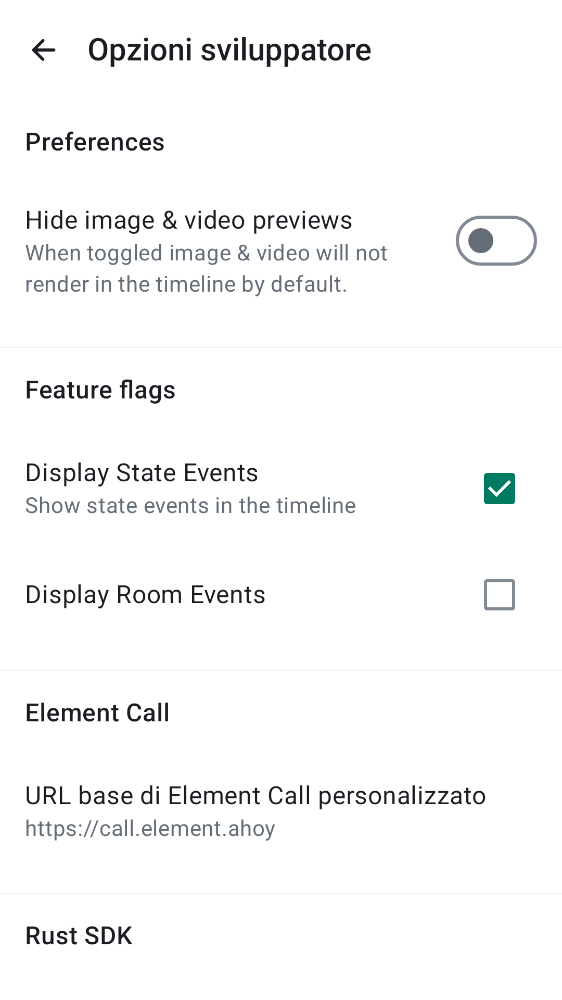 Opzioni sviluppatore
Preferences
Hide image & video previews
When toggled image & video will not
render in the timeline by default.
Feature flags
Display State Events
Show state events in the timeline
Display Room Events
Element Call
URL base di Element Call personalizzato
https://call.element.ahoy
Rust SDK